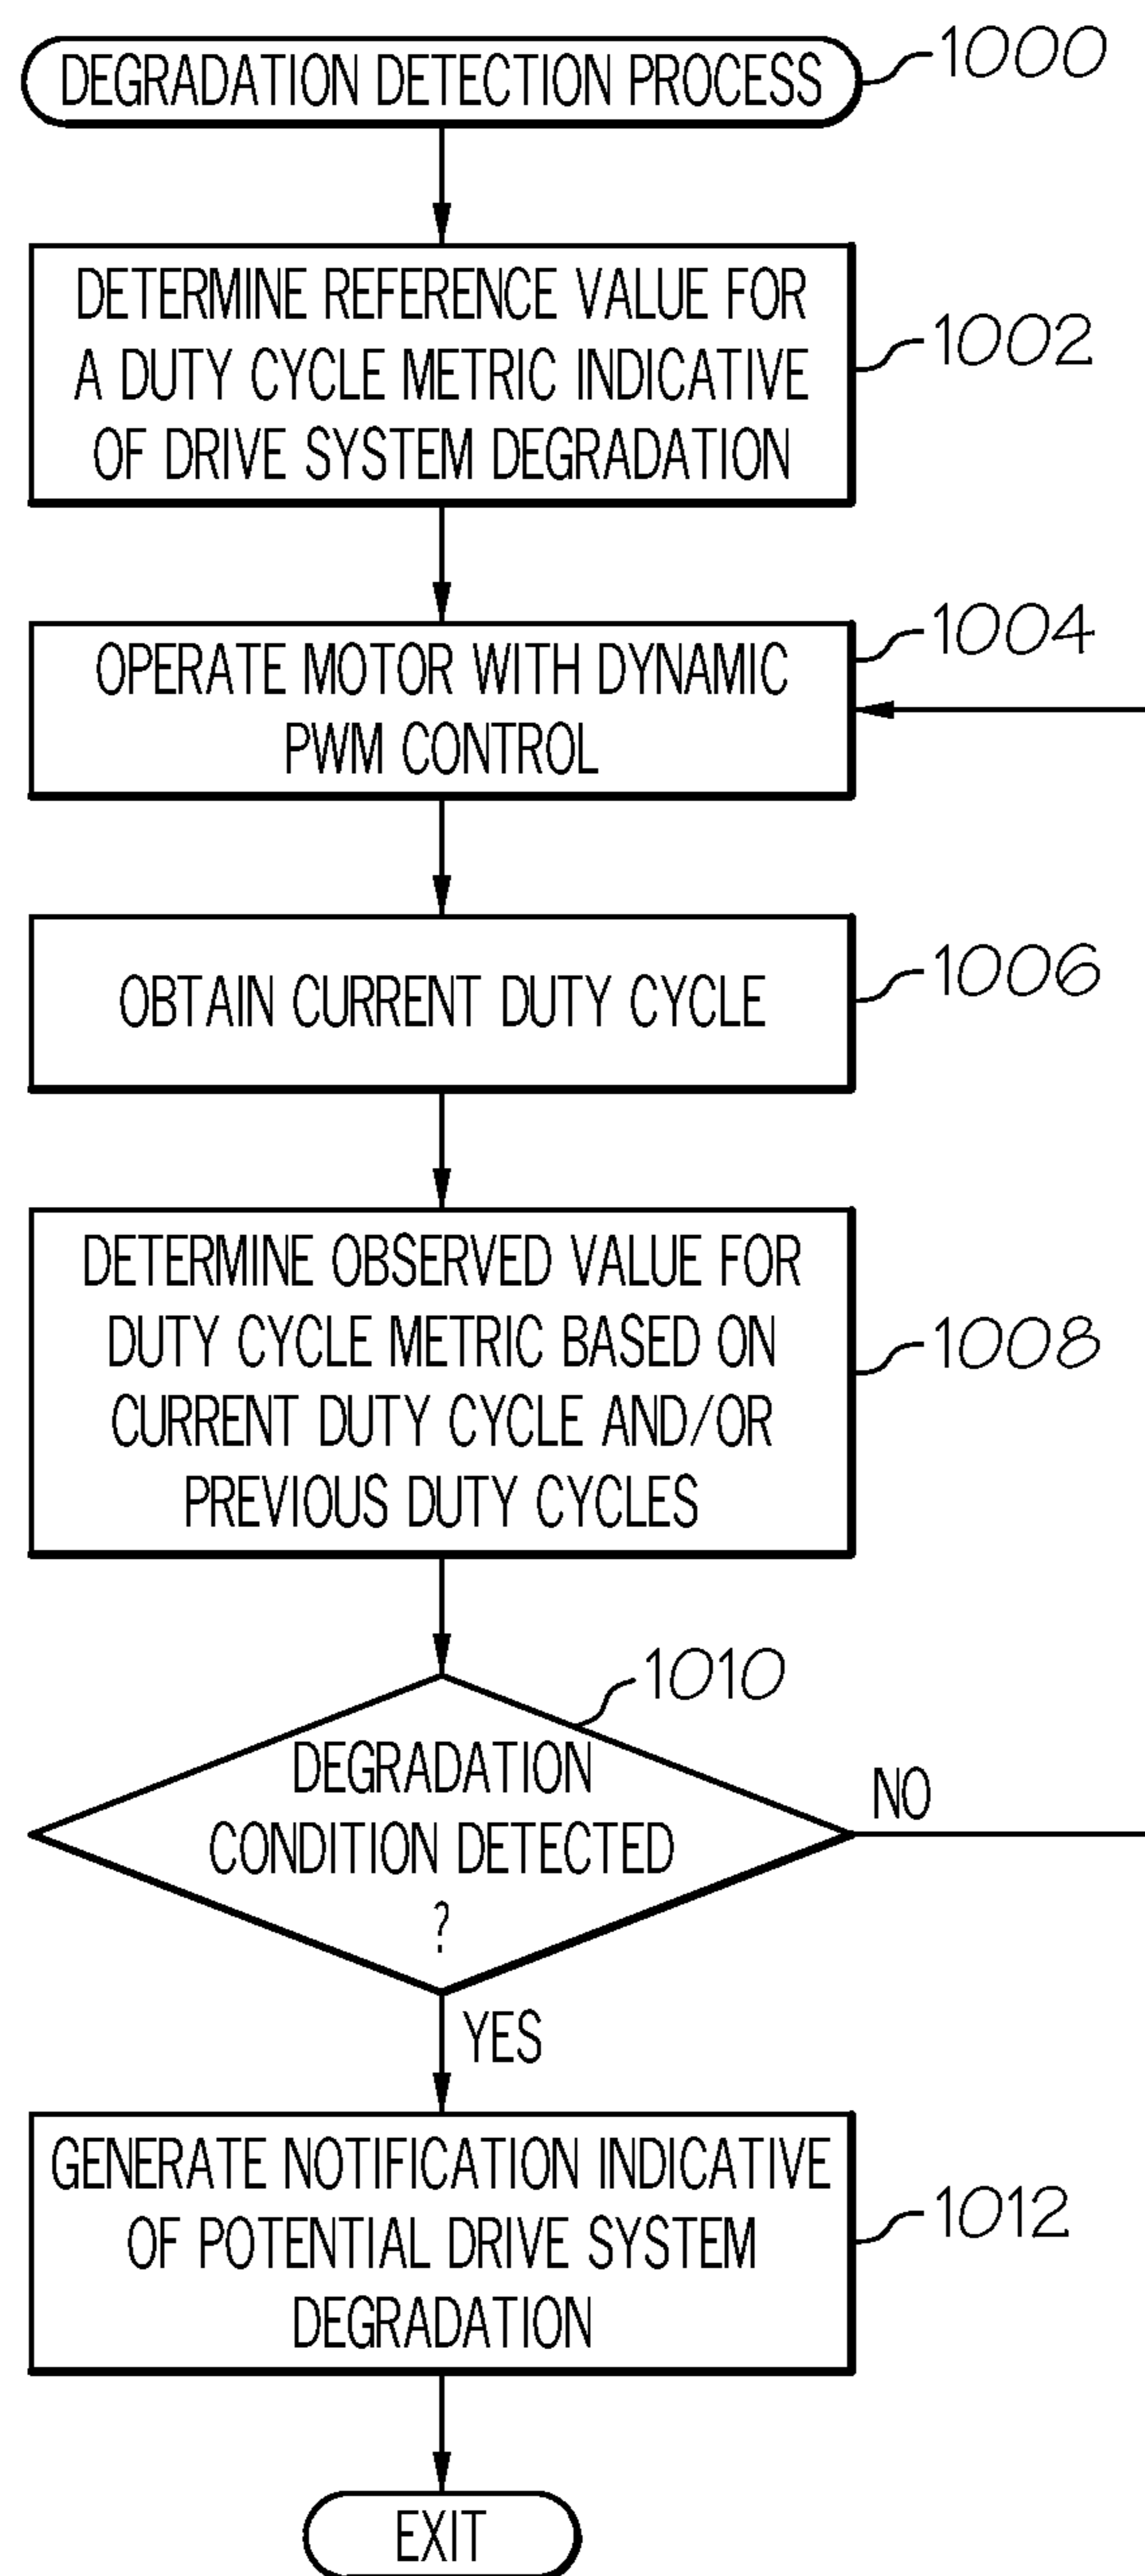 DEGRADATION DETECTION PROCESS
1000
DETERMINE REFERENCE VALUE FOR
A DUTY CYCLE METRIC INDICATIVE
OF DRIVE SYSTEM DEGRADATION
1002
OPERATE MOTOR WITH DYNAMIC
PWM CONTROL
1004
OBTAIN CURRENT DUTY CYCLE
1006
DETERMINE OBSERVED VALUE FOR
DUTY CYCLE METRIC BASED ON
CURRENT DUTY CYCLE AND/OR
PREVIOUS DUTY CYCLES
1008
1010
DEGRADATION
CONDITION DETECTED
?
NO
YES
GENERATE NOTIFICATION INDICATIVE
OF POTENTIAL DRIVE SYSTEM
DEGRADATION
1012
EXIT